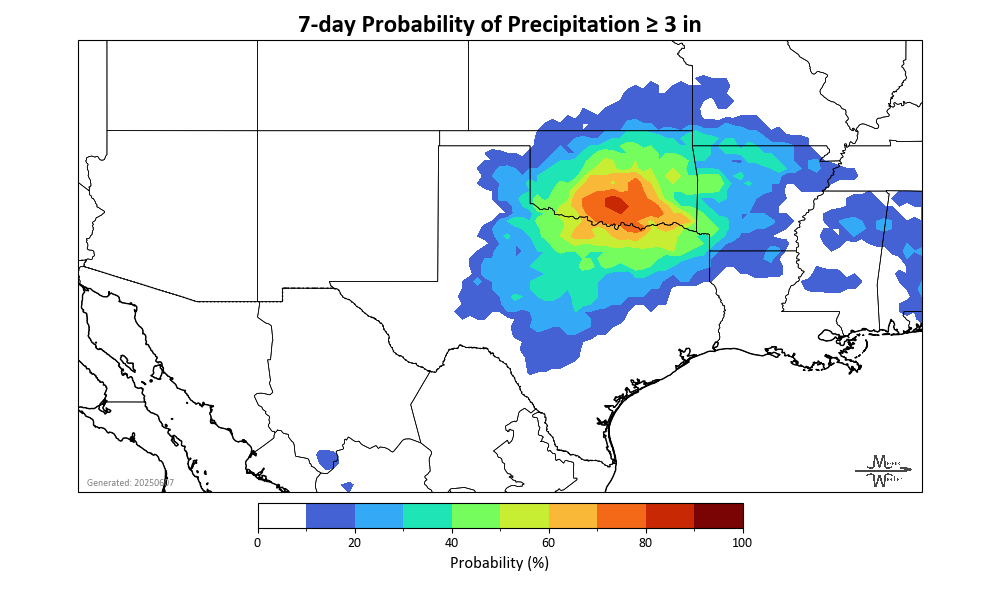 7-day Probability of Precipitation ≥ 3 in
Generated: 20250607
0 20 40 60 80 100
Probability (%)